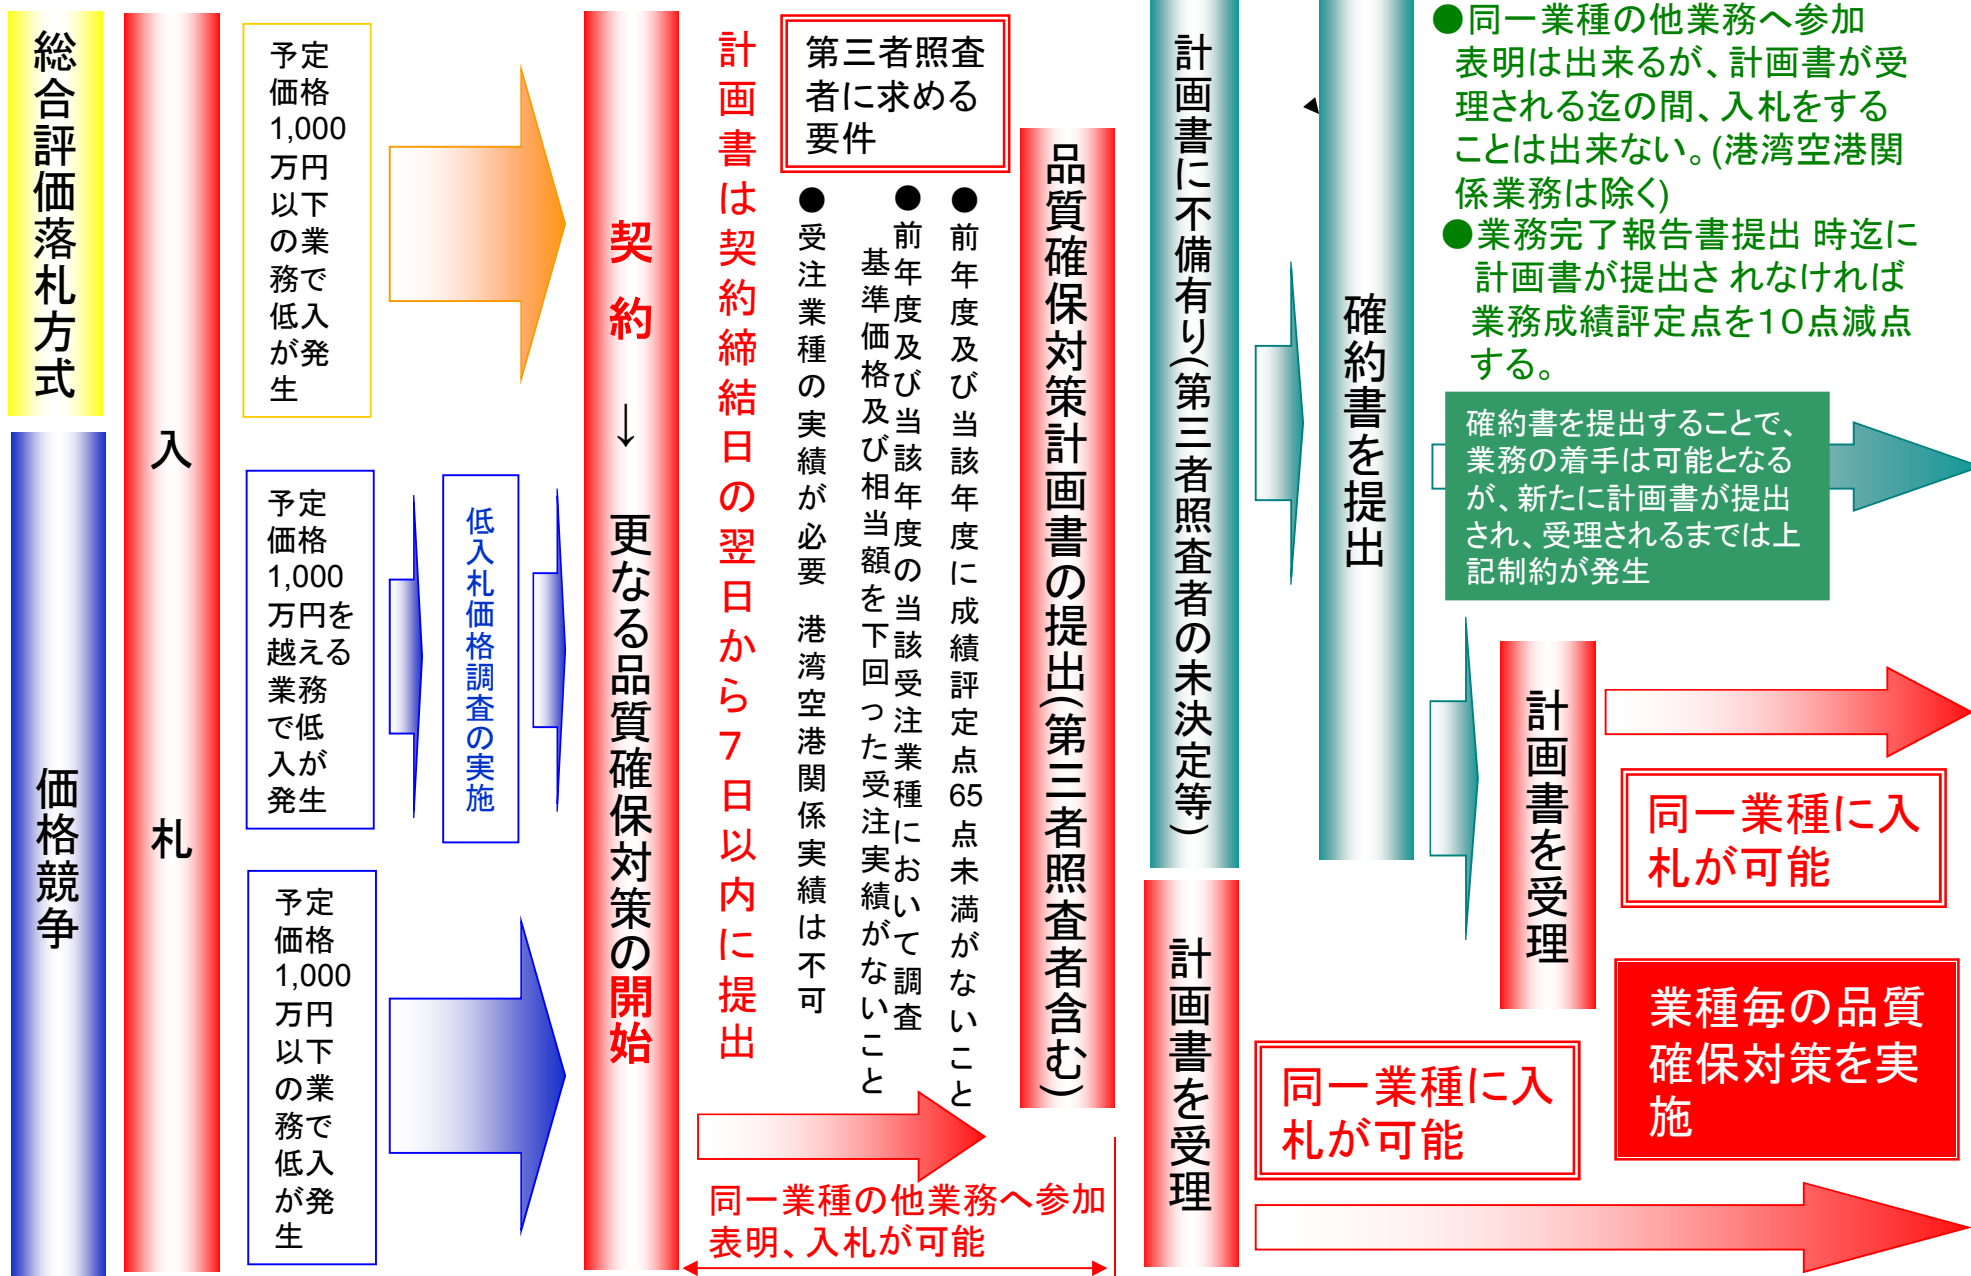 総合評価落札方式
価格競争
入札
予定
価格
1,000
万円
以下
の業
務で
低入
が発
生
予定
価格
1,000
万円を
越える
業務
で低
入が
発生
予定
価格
1,000
万円
以下
の業
務で
低入
が発
生
低入札価格調査の実施
契約 ↓ 更なる品質確保対策の開始
計画書は契約締結日の翌日から7日以内に提出
第三者照査
者に求める
要件
●前年度及び当該年度に成績評定点65点未満がないこと
●前年度及び当該年度の当該受注業種において調査
基準価格及び相当額を下回った受注実績がないこと
●受注業種の実績が必要 港湾空港関係実績は不可
同一業種の他業務へ参加
表明、入札が可能
品質確保対策計画書の提出(第三者照査者含む)
計画書に不備有り(第三者照査者の未決定等)
計画書を受理
確約書を提出
●同一業種の他業務へ参加
表明は出来るが、計画書が受
理される迄の間、入札をする
ことは出来ない。(港湾空港関
係業務は除く)
●業務完了報告書提出 時迄に
計画書が提出さ れなければ
業務成績評定点を10点減点
する。
確約書を提出することで、
業務の着手は可能となる
が、新たに計画書が提出
され、受理されるまでは上
記制約が発生
計画書を受理
同一業種に入
札が可能
同一業種に入
札が可能
業種毎の品質
確保対策を実
施